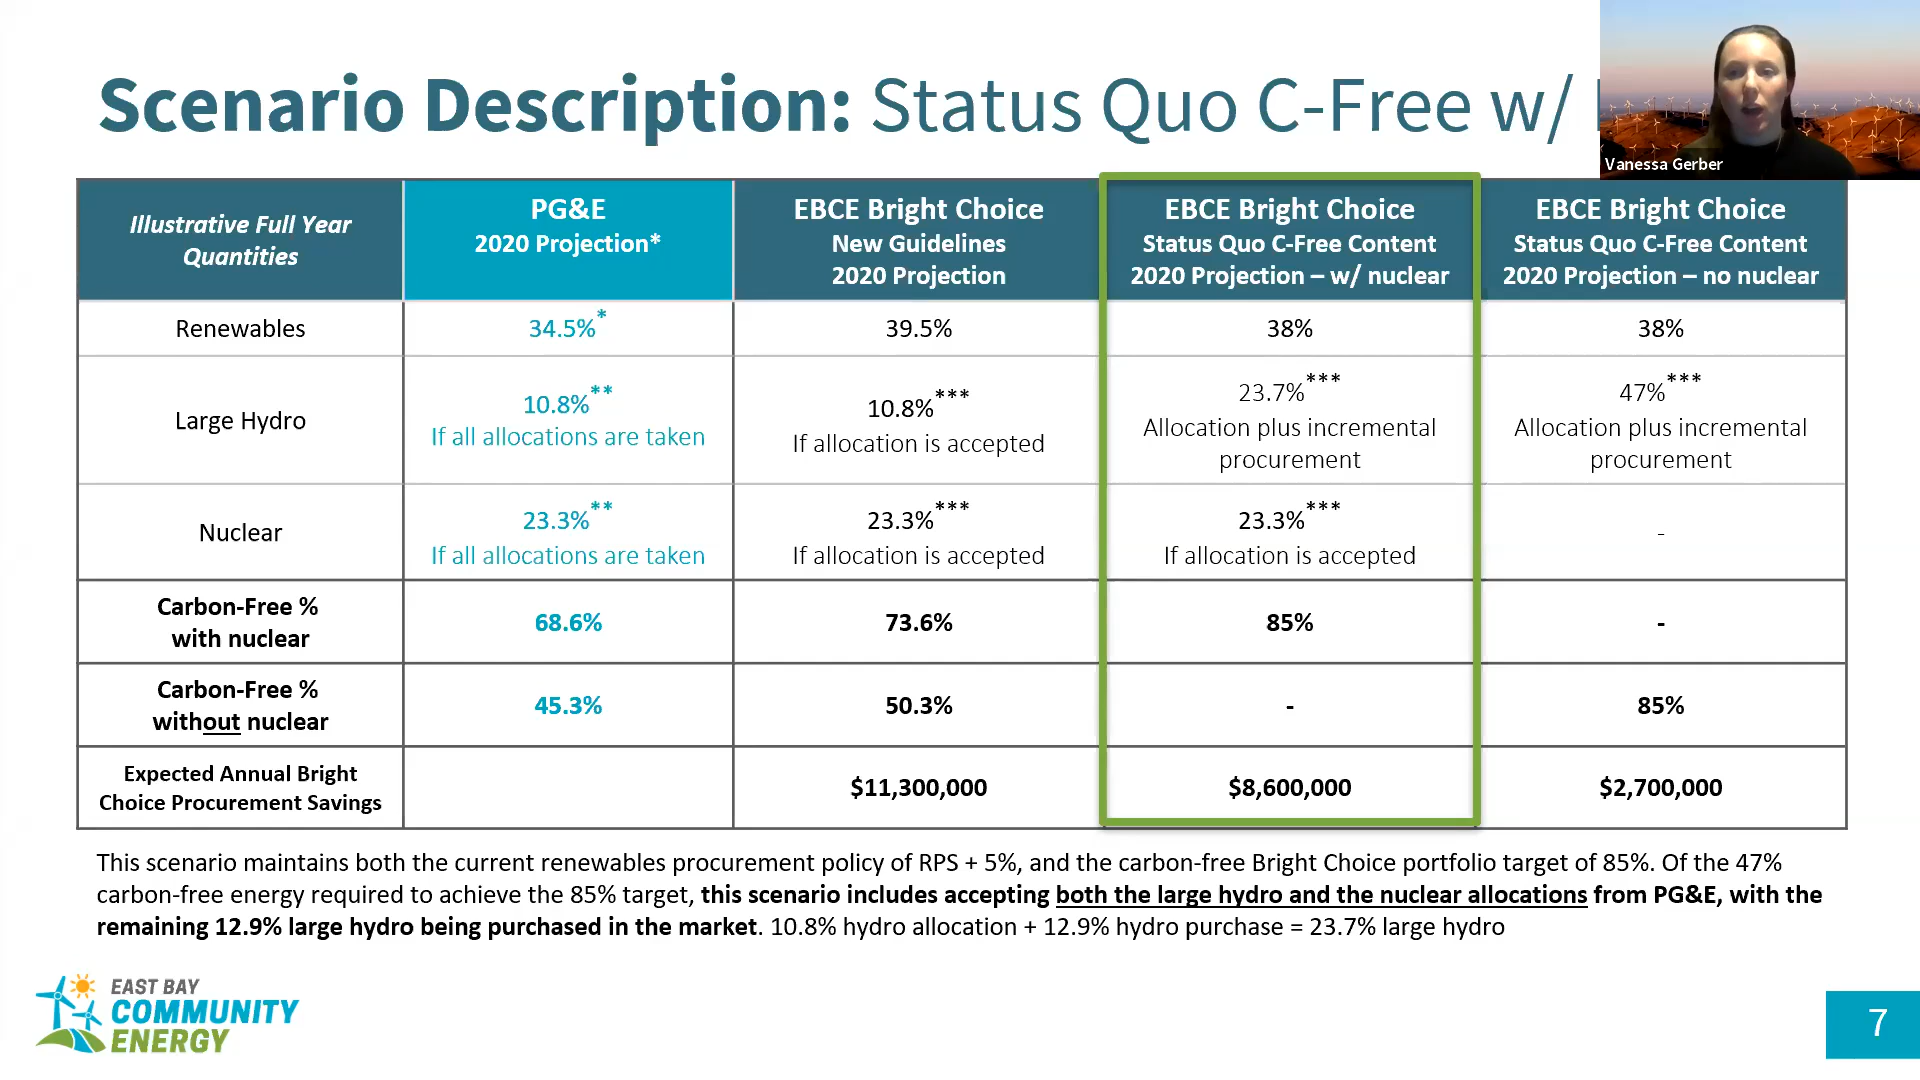 Scenario Description: Status Quo C-Free w/
Vanessa Gerber
Illustrative Full Year
Quantities
PG&E
2020 Projection*
EBCE Bright Choice
New Guidelines
2020 Projection
EBCE Bright Choice
Status Quo C-Free Content
2020 Projection – w/ nuclear
EBCE Bright Choice
Status Quo C-Free Content
2020 Projection – no nuclear
Renewables
34.5%*
39.5%
38%
38%
Large Hydro
10.8%**
If all allocations are taken
10.8%***
If allocation is accepted
23.7%***
Allocation plus incremental
procurement
47%***
Allocation plus incremental
procurement
Nuclear
23.3%**
If all allocations are taken
23.3%***
If allocation is accepted
23.3%***
If allocation is accepted
-
Carbon-Free %
with nuclear
68.6%
73.6%
85%
-
Carbon-Free %
without nuclear
45.3%
50.3%
-
85%
Expected Annual Bright
Choice Procurement Savings
$11,300,000
$8,600,000
$2,700,000
This scenario maintains both the current renewables procurement policy of RPS + 5%, and the carbon-free Bright Choice portfolio target of 85%. Of the 47%
carbon-free energy required to achieve the 85% target, this scenario includes accepting both the large hydro and the nuclear allocations from PG&E, with the
remaining 12.9% large hydro being purchased in the market. 10.8% hydro allocation + 12.9% hydro purchase = 23.7% large hydro
EAST BAY
COMMUNITY
ENERGY
7